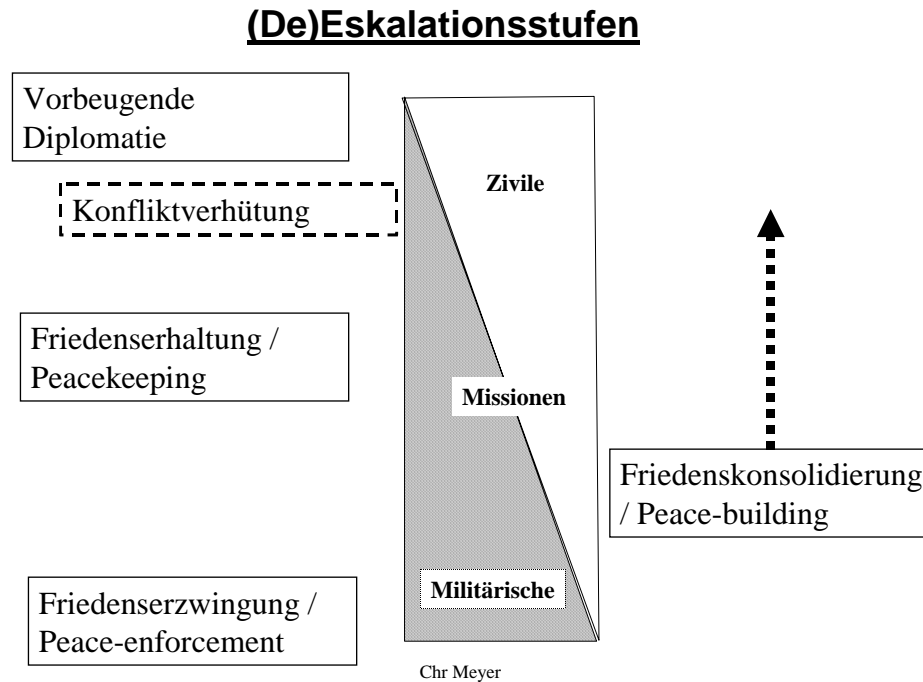 (De)Eskalationsstufen
Vorbeugende
Diplomatie
Zivile
Konfliktverhütung
Friedenserhaltung /
Peacekeeping
Missionen
Friedenskonsolidierung
/ Peace-building
Militärische
Friedenserzwingung /
Peace-enforcement
Chr Meyer